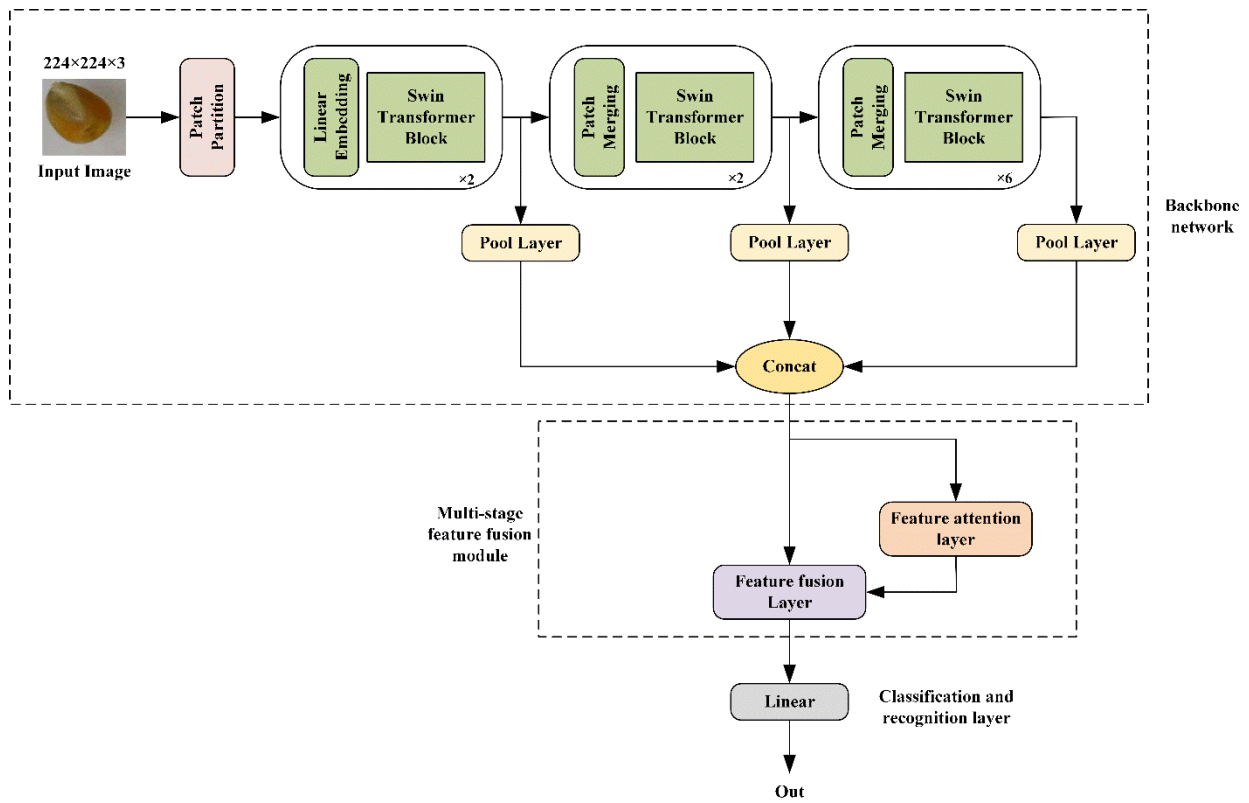 224×224×3
Input Image
Patch
Partition
Linear
Embedding
Swin
Transformer
Block
×2
Patch
Merging
Swin
Transformer
Block
×2
Patch
Merging
Swin
Transformer
Block
×6
Pool Layer
Pool Layer
Pool Layer
Backbone
network
Concat
Multi-stage
feature fusion
module
Feature attention
layer
Feature fusion
Layer
Linear
Classification and
recognition layer
Out